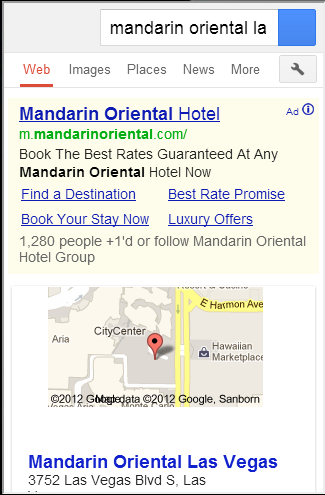 mandarin oriental la
Web Images Places News More
Mandarin Oriental Hotel
Ad
m.mandarinoriental.com/
Book The Best Rates Guaranteed At Any
Mandarin Oriental Hotel Now
Find a Destination Best Rate Promise
Book Your Stay Now Luxury Offers
1,280 people +1'd or follow Mandarin Oriental
Hotel Group
E Harmon Ave
CityCenter
Aria
Hawaiian
Marketplace
©2012 Google
Map data ©2012 Google, Sanborn
Monte Carlo
Mandarin Oriental Las Vegas
3752 Las Vegas Blvd S, Las